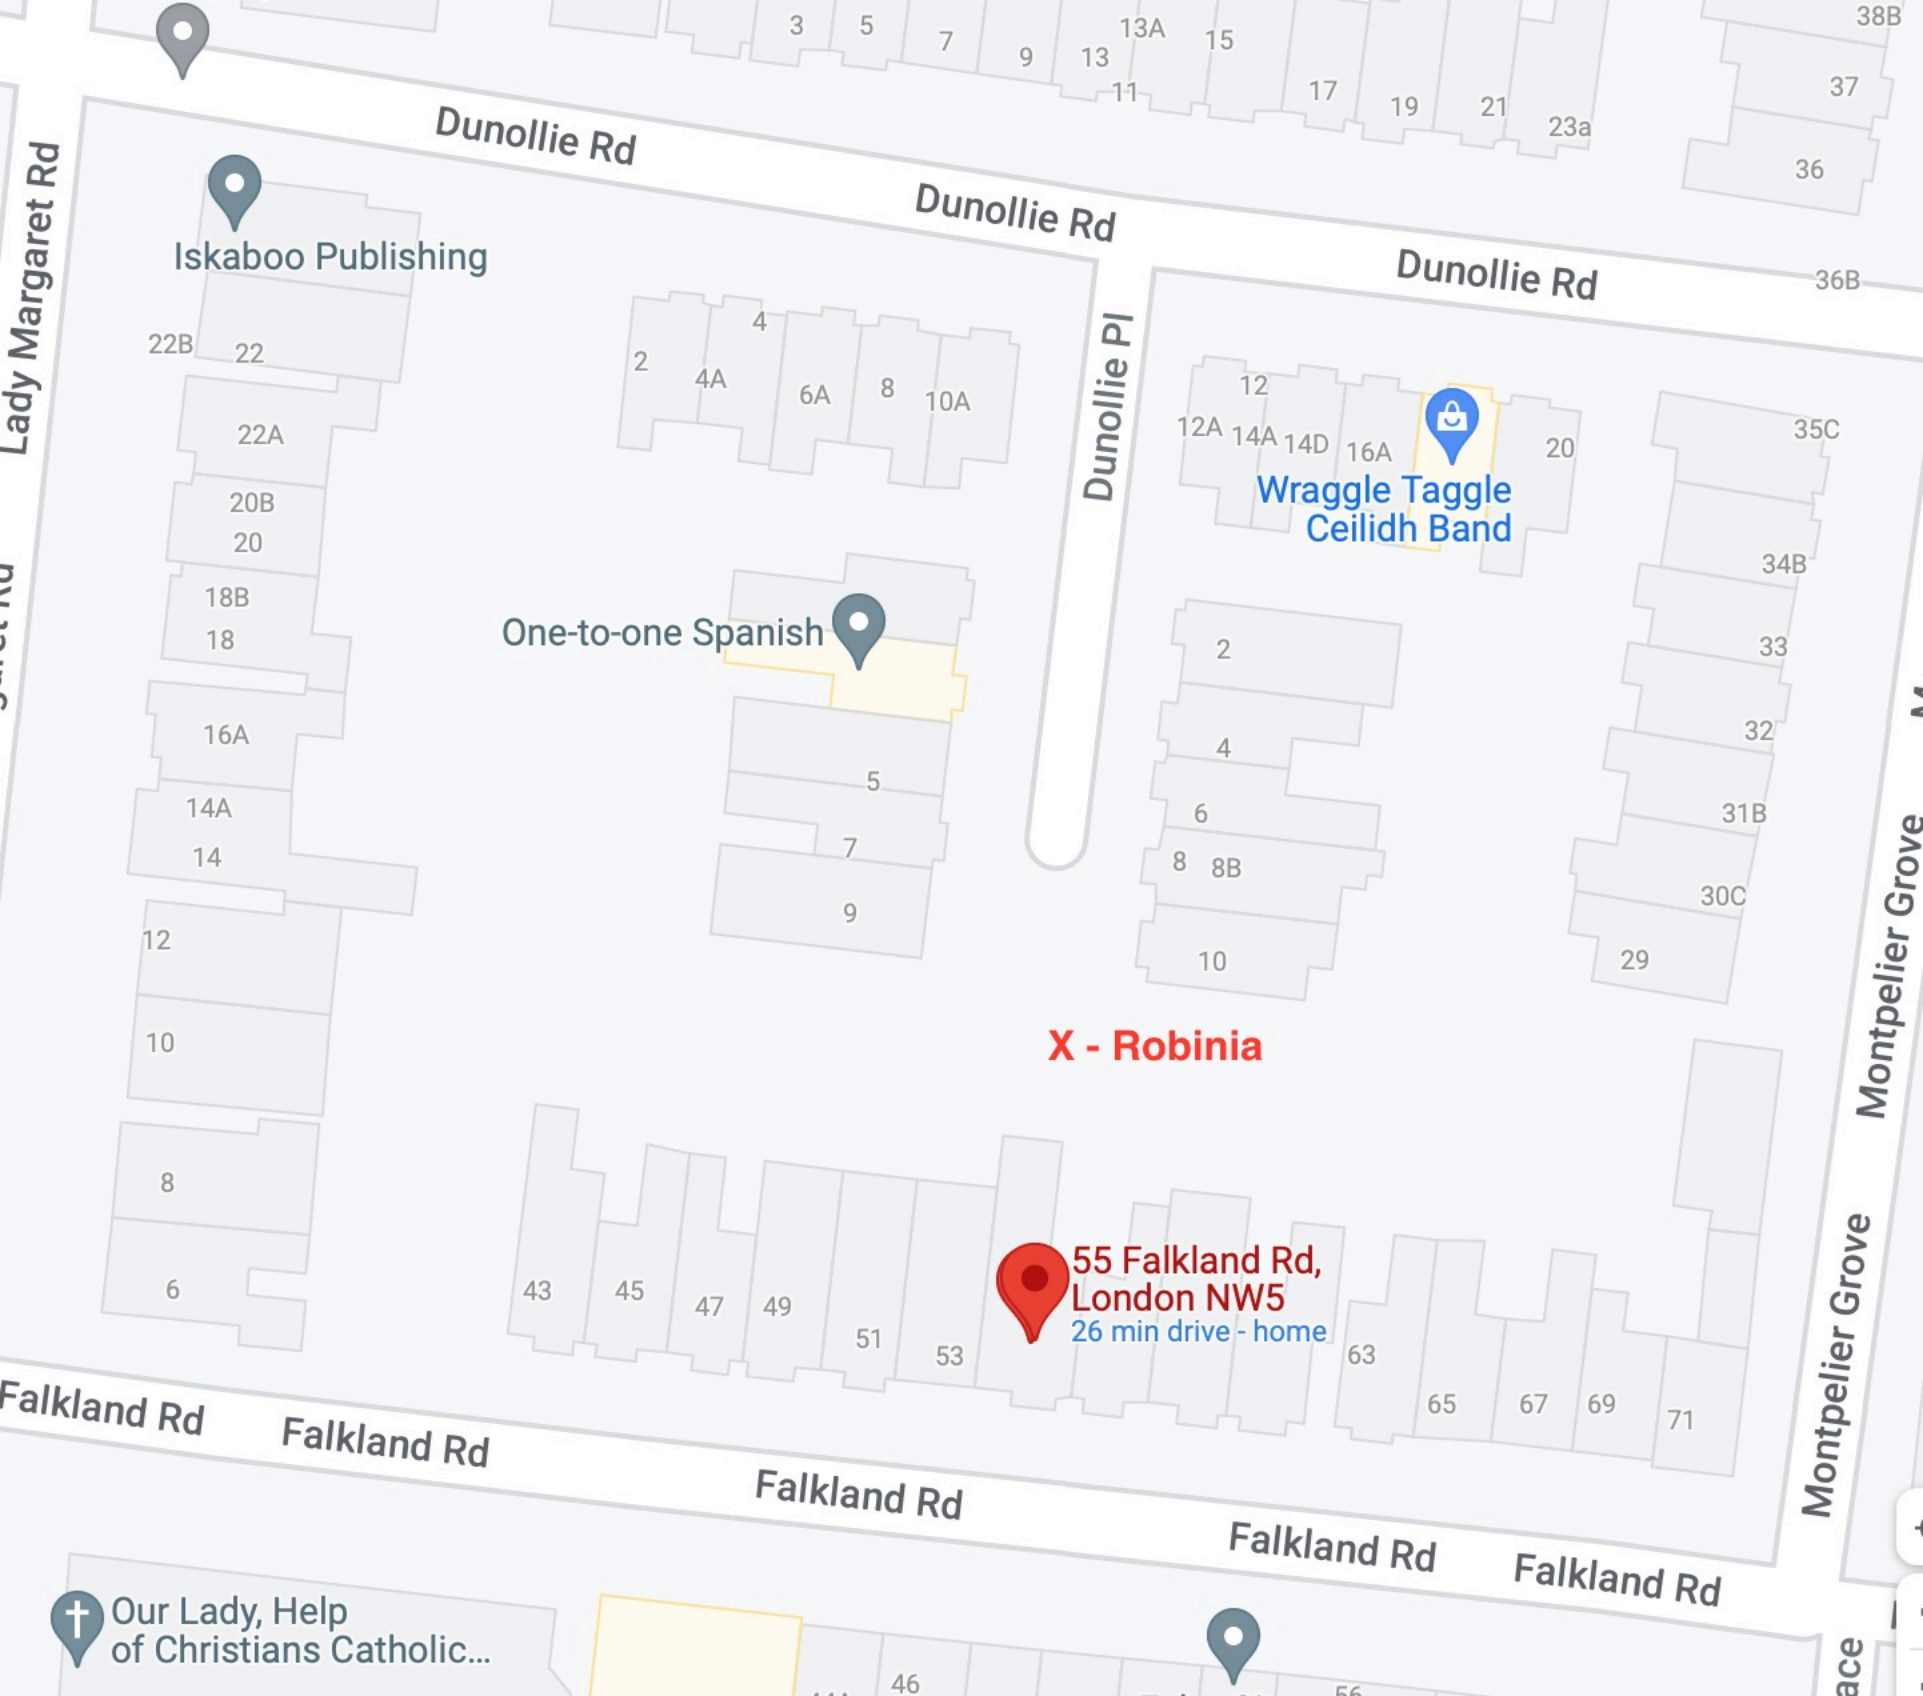 3
5
7
9
13
13A
11
15
17
19
21
23a
38B
37
36
Dunollie Rd
Dunollie Rd
Dunollie Rd
36B
Lady Margaret Rd
Iskaboo Publishing
22B
22
22A
20B
20
18B
18
16A
14A
14
12
10
8
6
2
4
4A
6A
8
10A
Dunollie Pl
One-to-one Spanish
5
7
9
12
12A
14A
14D
16A
20
Wraggle Taggle
Ceilidh Band
2
4
6
8
8B
10
35C
34B
33
32
31B
30C
29
Montpelier Grove
Montpelier Grove
X - Robinia
43
45
47
49
51
53
55 Falkland Rd,
London NW5
26 min drive - home
63
65
67
69
71
Falkland Rd
Falkland Rd
Falkland Rd
Falkland Rd
Falkland Rd
Our Lady, Help
of Christians Catholic...
46